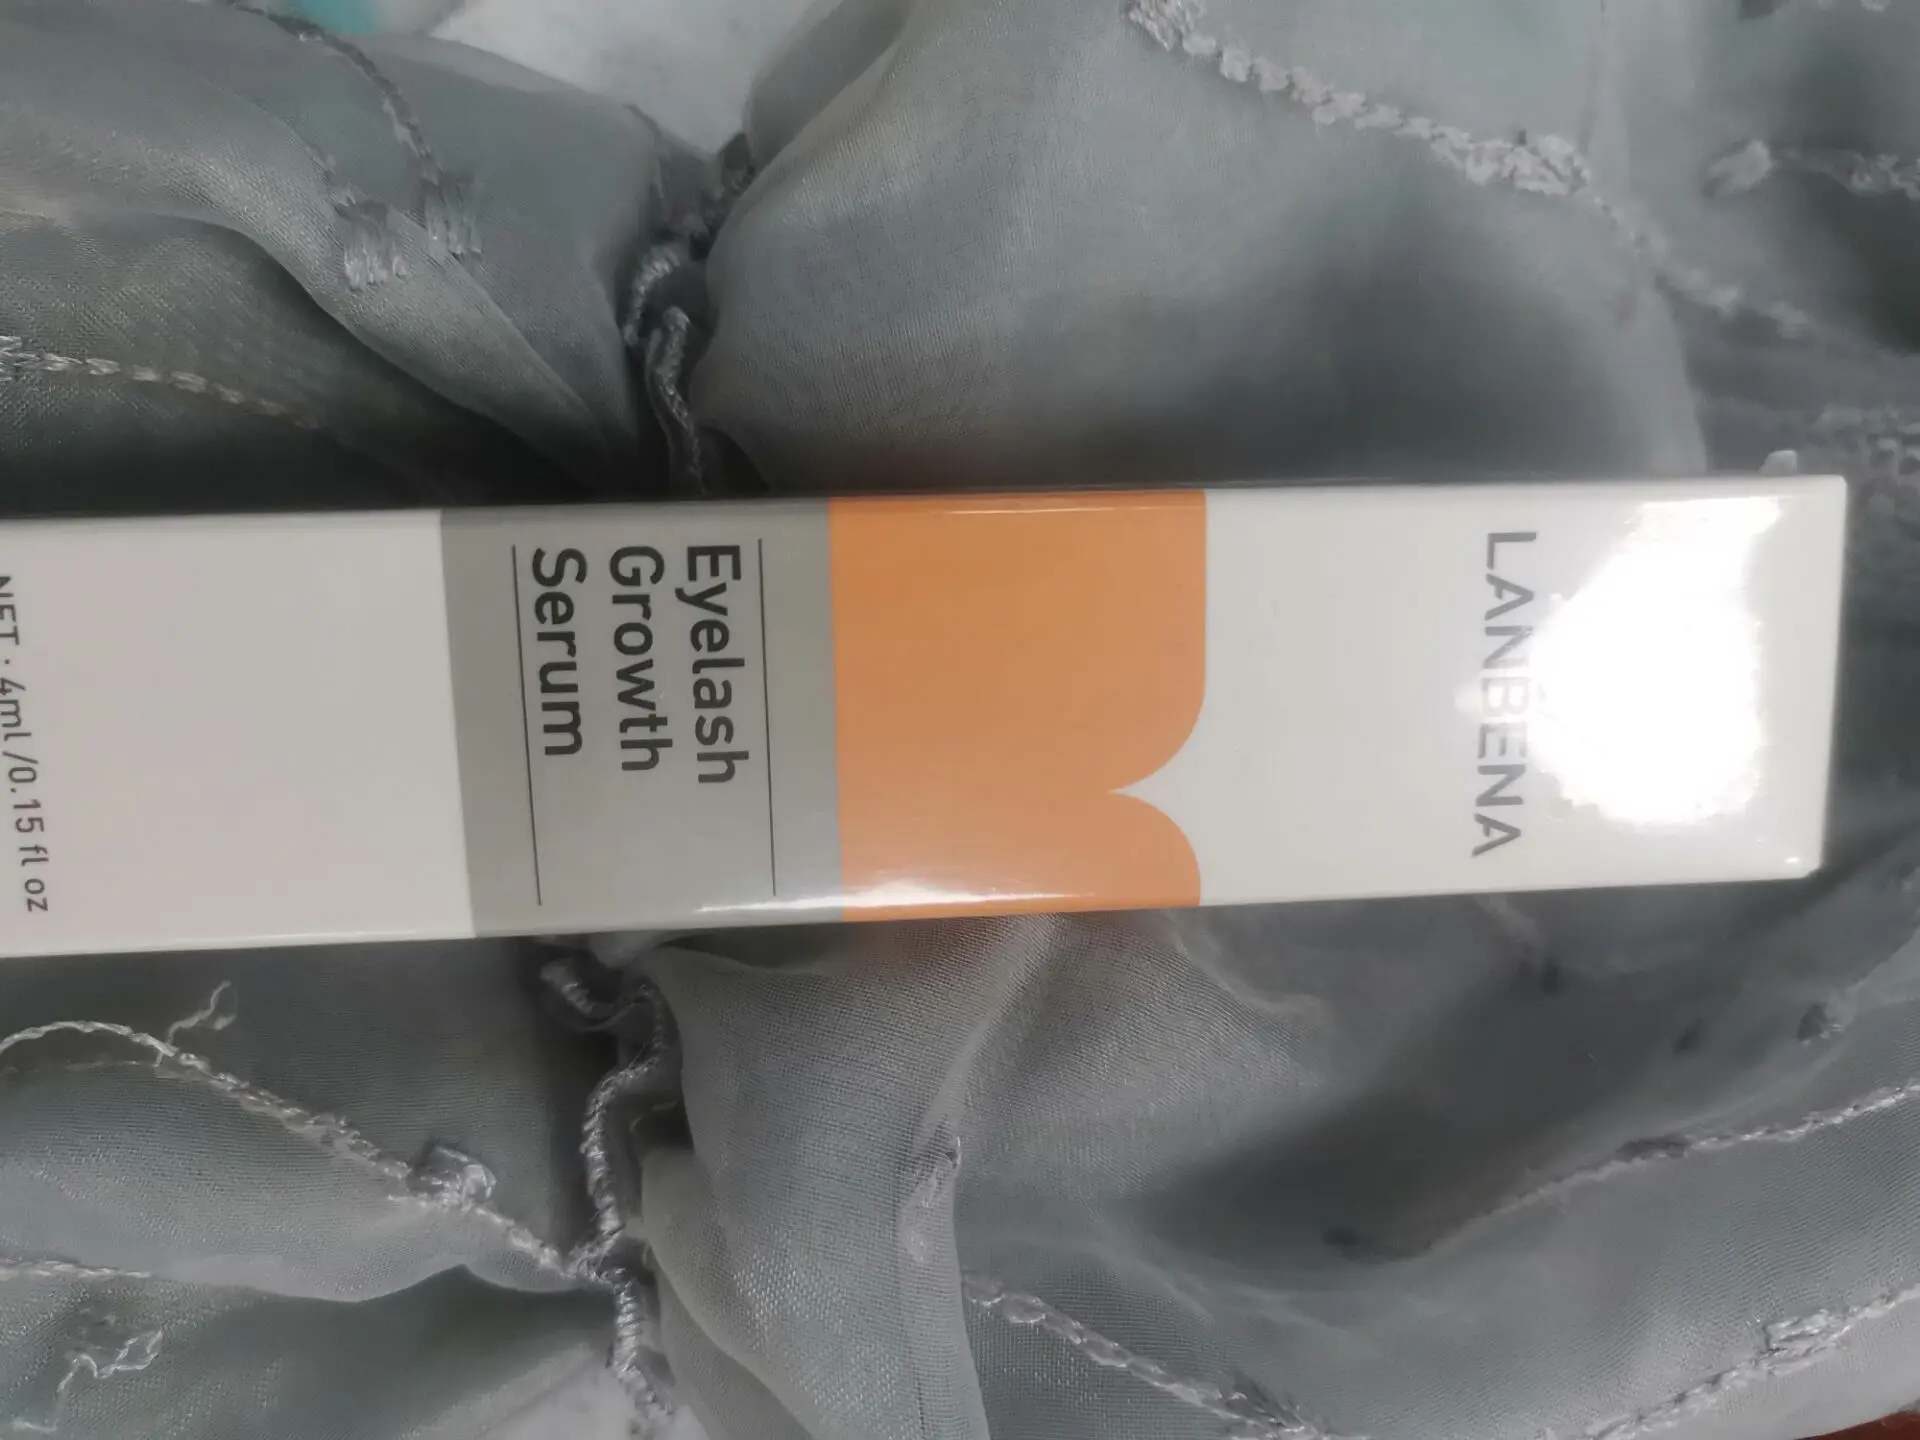 LANBENA
Eyelash
Growth
Serum
NET · 4ml /0.15 fl oz